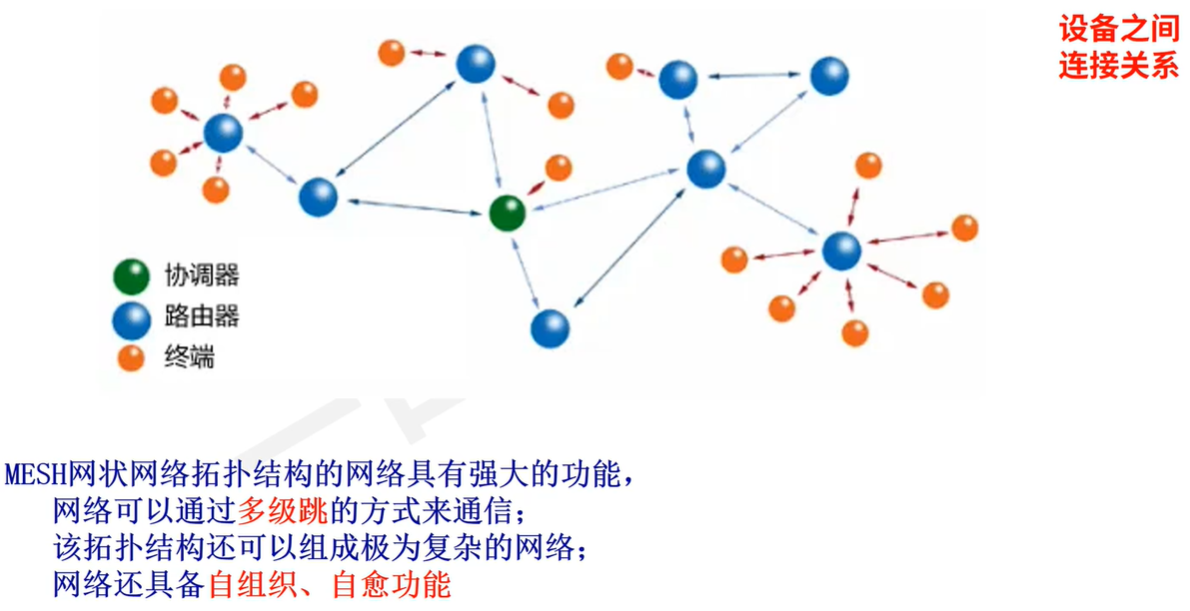 设备之间
连接关系
协调器
路由器
终端
MESH网状网络拓扑结构的网络具有强大的功能，
网络可以通过多级跳的方式来通信；
该拓扑结构还可以组成极为复杂的网络；
网络还具备自组织、自愈功能